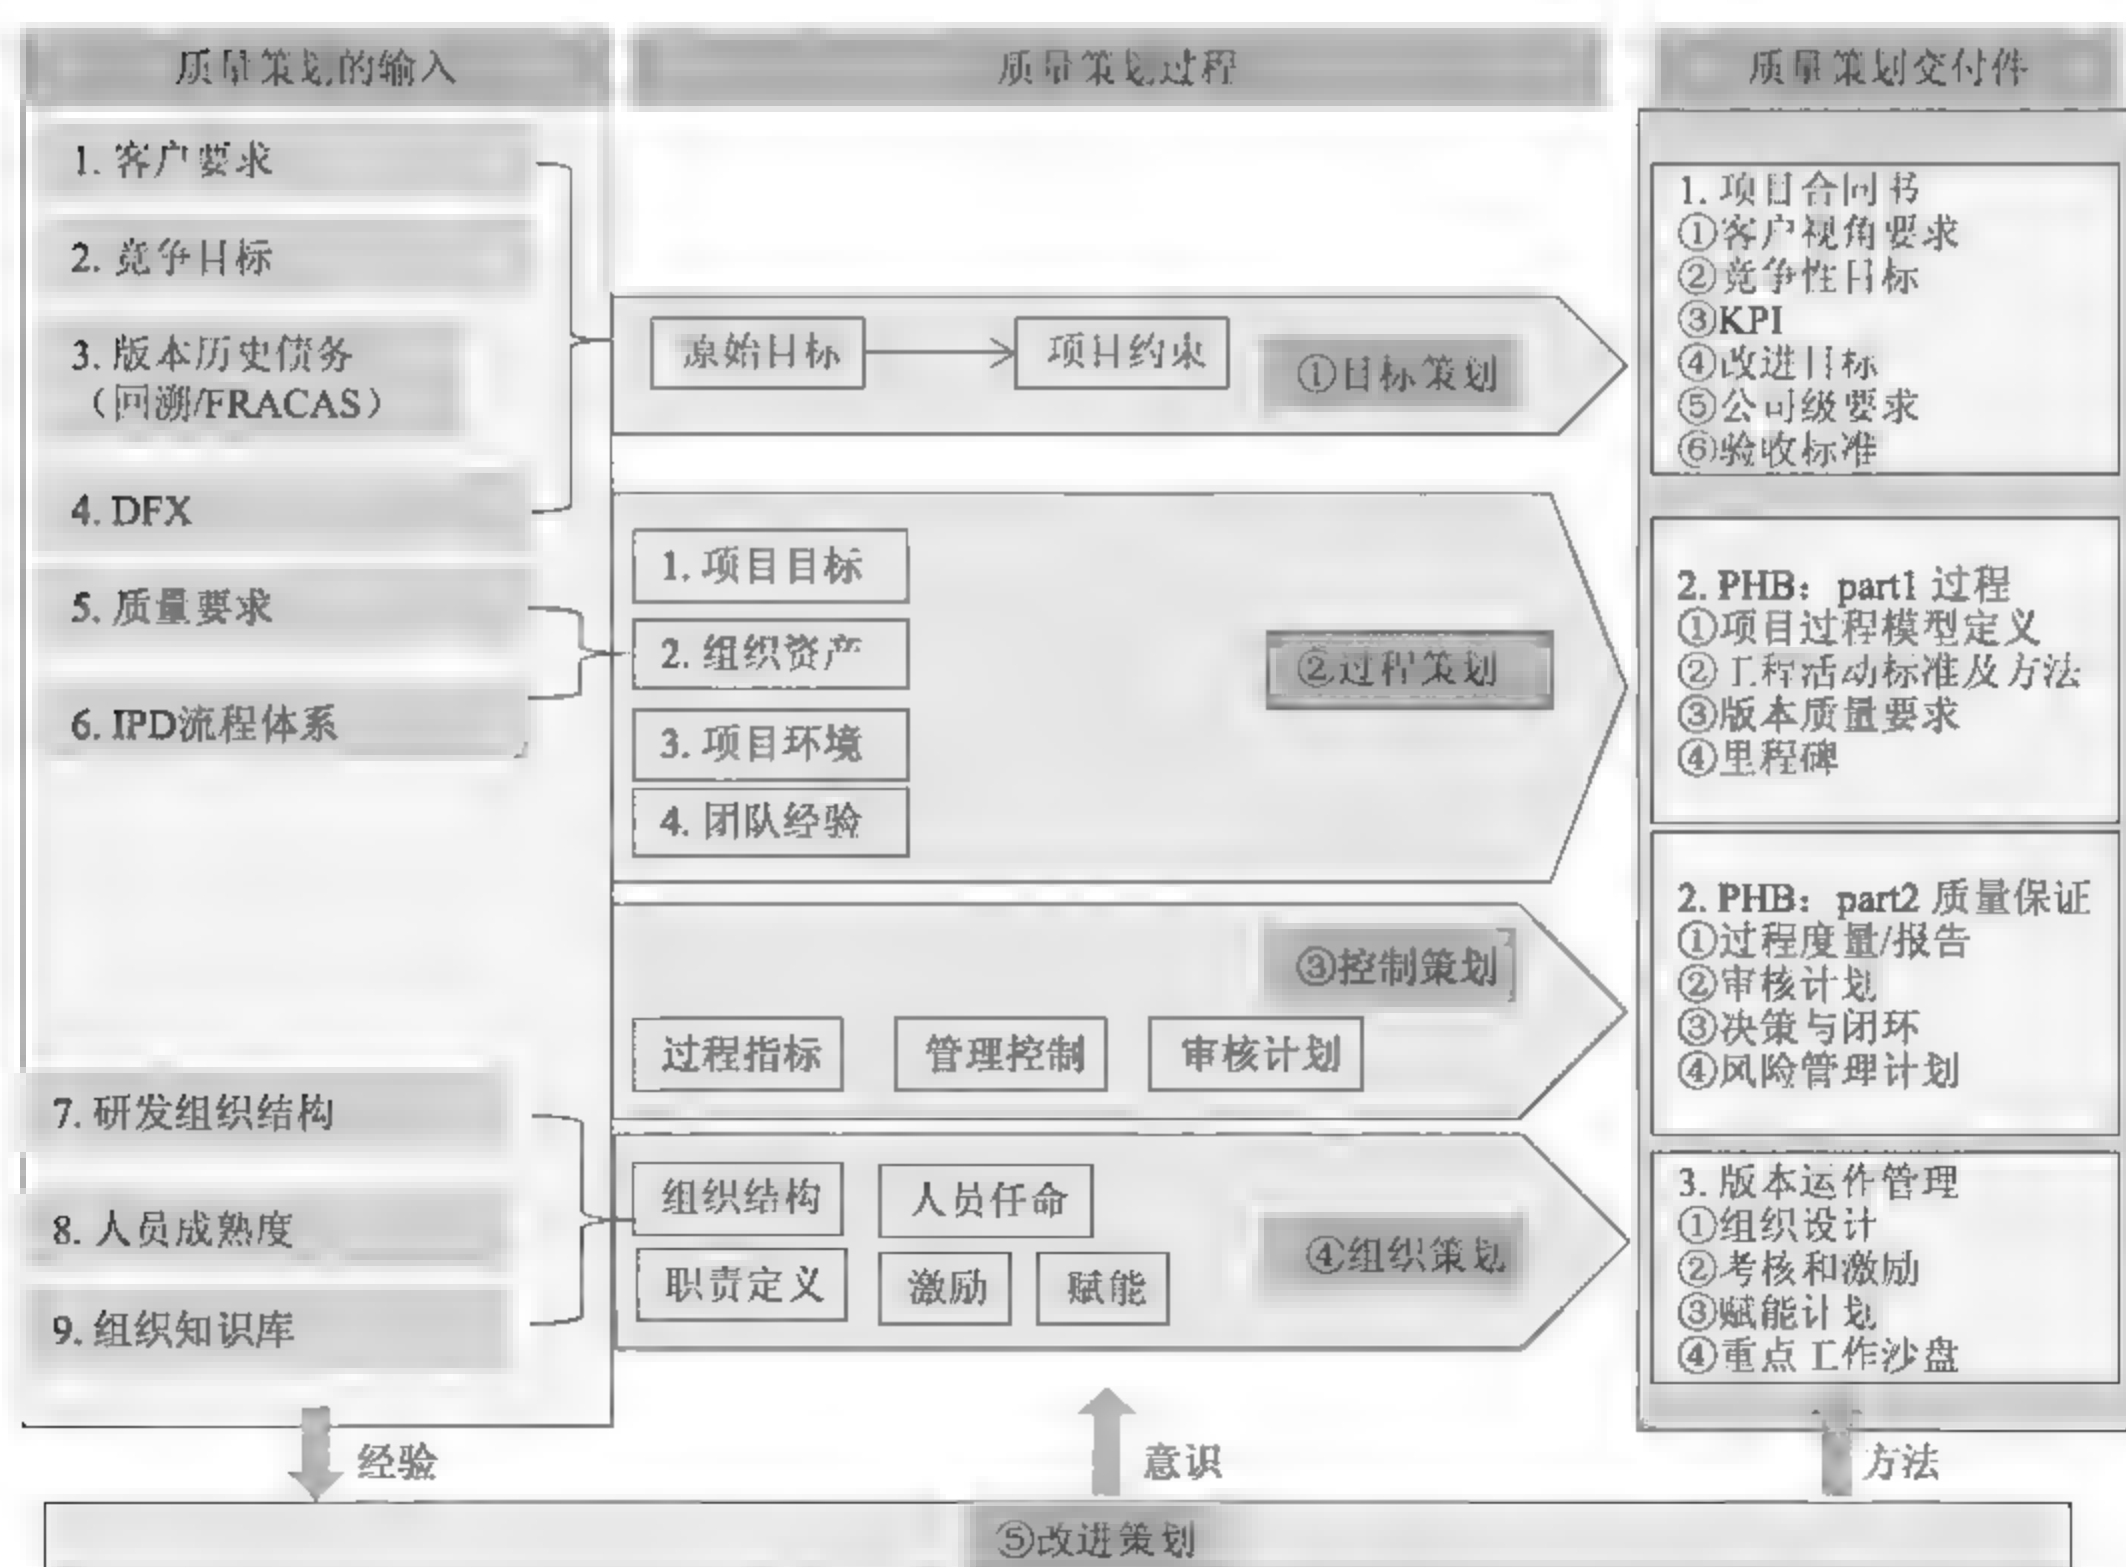 质量策划的输入
1. 客户要求
2. 竞争目标
3. 版本历史债务
（回溯/FRACAS）
4. DFX
5. 质量要求
6. IPD流程体系
7. 研发组织结构
8. 人员成熟度
9. 组织知识库
质量策划过程
原始目标
项目约束
①目标策划
1. 项目目标
2. 组织资产
3. 项目环境
4. 团队经验
②过程策划
③控制策划
过程指标
管理控制
审核计划
组织结构
人员任命
职责定义
激励
赋能
④组织策划
质量策划交付件
1. 项目合同书
①客户视角要求
②竞争性目标
③KPI
④改进目标
⑤公司级要求
⑥验收标准
2. PHB：part1 过程
①项目过程模型定义
②工程活动标准及方法
③版本质量要求
④里程碑
2. PHB：part2 质量保证
①过程度量/报告
②审核计划
③决策与闭环
④风险管理计划
3. 版本运作管理
①组织设计
②考核和激励
③赋能计划
④重点工作沙盘
经验
意识
方法
⑤改进策划